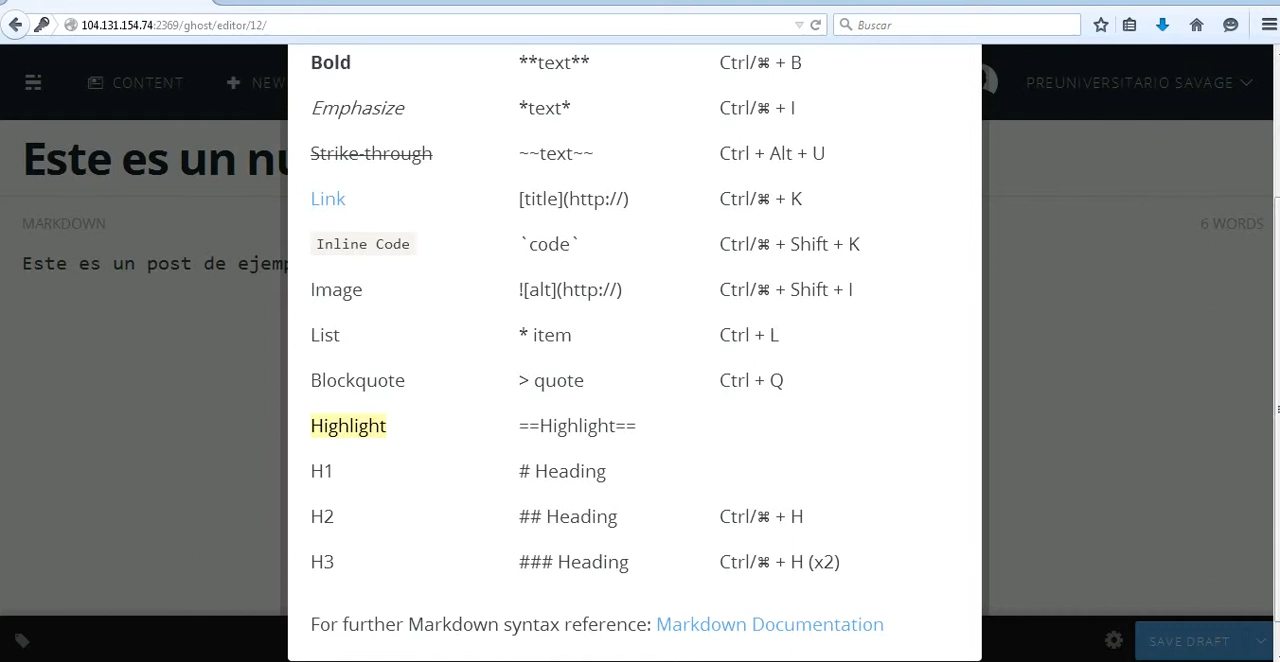 104.131.154.74:2369/ghost/editor/12/
Buscar
CONTENT
NEW
PREUNIVERSITARIO SAVAGE
Este es un nu
MARKDOWN
6 WORDS
Este es un post de ejemp
Bold **text** Ctrl/⌘ + B
Emphasize *text* Ctrl/⌘ + I
Strike-through ~~text~~ Ctrl + Alt + U
Link [title](http://) Ctrl/⌘ + K
Inline Code `code` Ctrl/⌘ + Shift + K
Image ![alt](http://) Ctrl/⌘ + Shift + I
List * item Ctrl + L
Blockquote > quote Ctrl + Q
Highlight ==Highlight==
H1 # Heading
H2 ## Heading Ctrl/⌘ + H
H3 ### Heading Ctrl/⌘ + H (x2)
For further Markdown syntax reference: Markdown Documentation
SAVE DRAFT